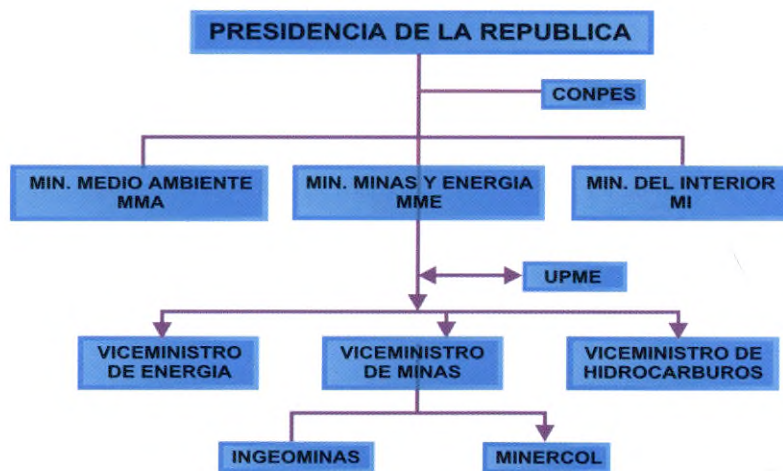 PRESIDENCIA DE LA REPUBLICA
CONPES
MIN. MEDIO AMBIENTE
MMA
MIN. MINAS Y ENERGIA
MME
MIN. DEL INTERIOR
MI
UPME
VICEMINISTRO
DE ENERGIA
VICEMINISTRO
DE MINAS
VICEMINISTRO DE
HIDROCARBUROS
INGEOMINAS
MINERCOL